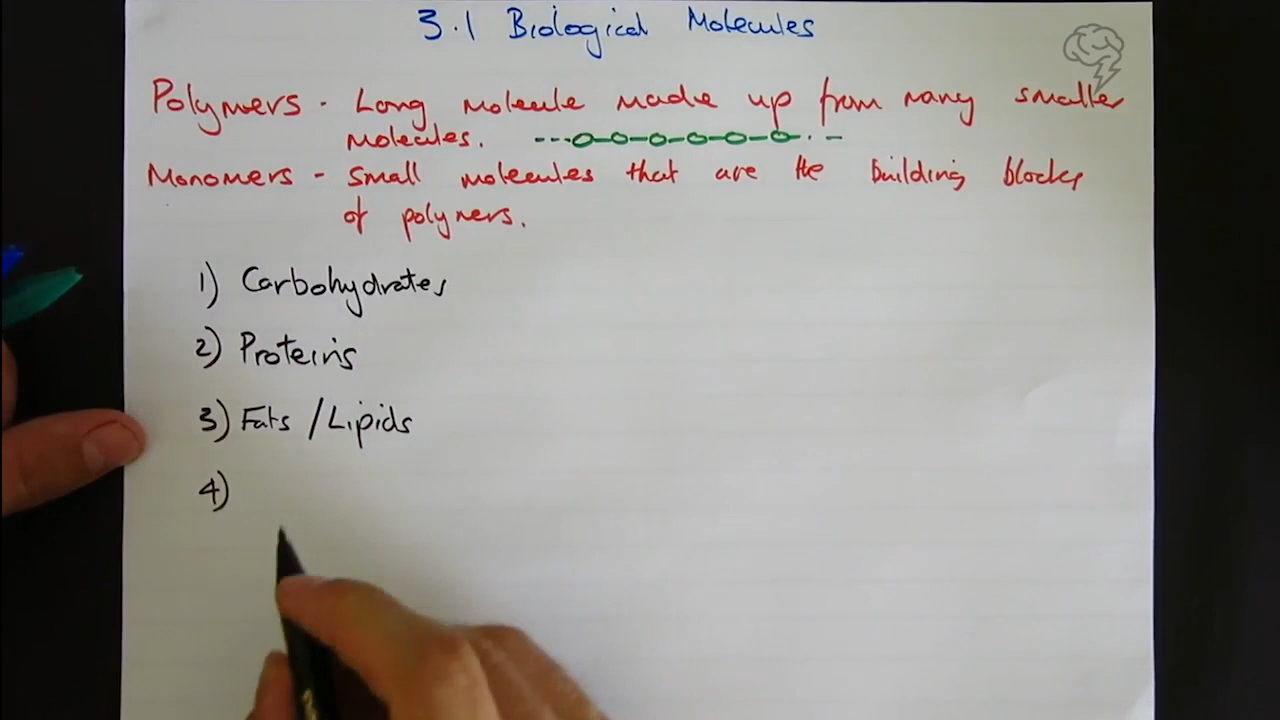 3.1 Biological Molecules
Polymers - Long molecule made up from many smaller
molecules.
Monomers - Small molecules that are the building blocks
of polymers.
1) Carbohydrates
2) Proteins
3) Fats / Lipids
4)